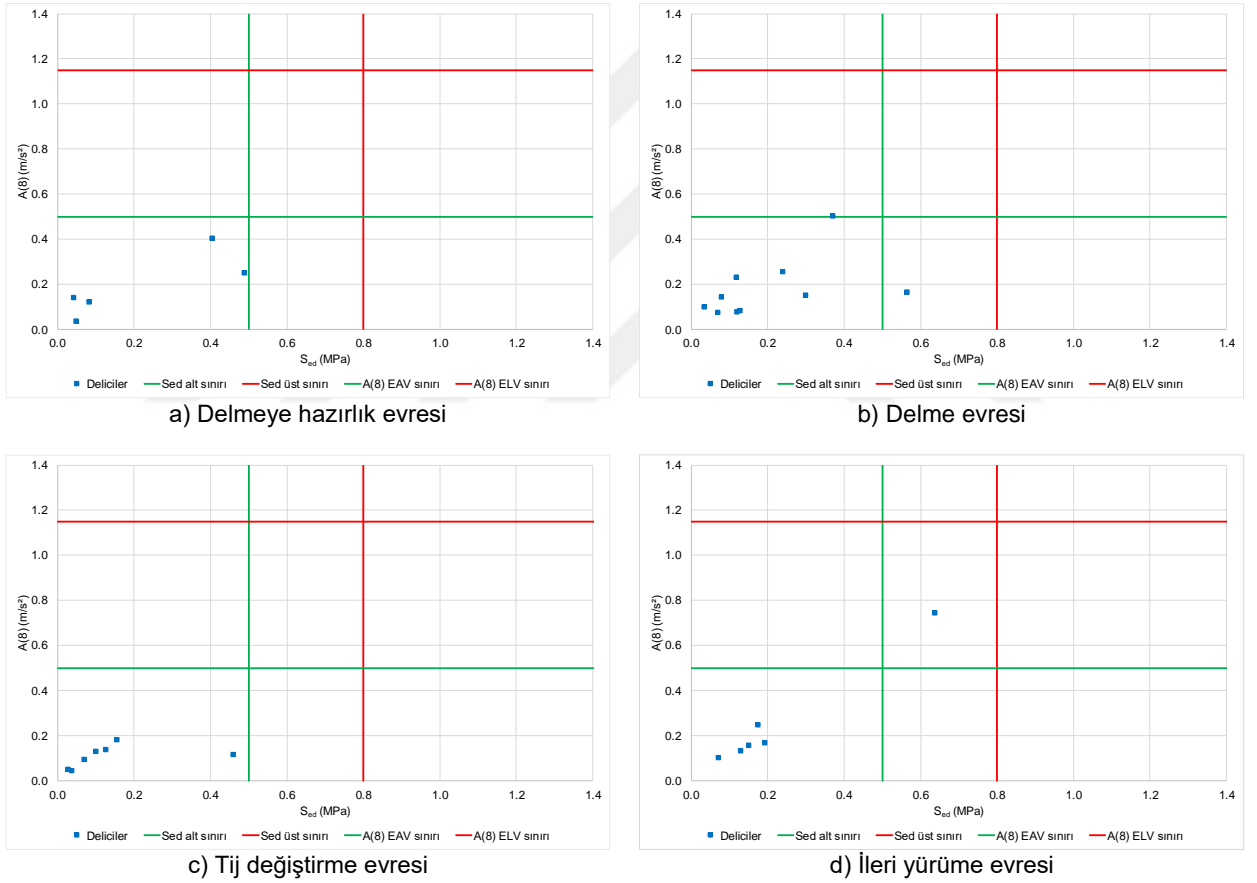 1.4
1.2
1.0
0.8
0.6
0.4
0.2
0.0
A(8) (m/s²)
0.0 0.2 0.4 0.6 0.8 1.0 1.2 1.4
Sed (MPa)
Deliciler Sed alt sınırı Sed üst sınırı A(8) EAV sınırı A(8) ELV sınırı
a) Delmeye hazırlık evresi
1.4
1.2
1.0
0.8
0.6
0.4
0.2
0.0
A(8) (m/s²)
0.0 0.2 0.4 0.6 0.8 1.0 1.2 1.4
Sed (MPa)
Deliciler Sed alt sınırı Sed üst sınırı A(8) EAV sınırı A(8) ELV sınırı
b) Delme evresi
1.4
1.2
1.0
0.8
0.6
0.4
0.2
0.0
A(8) (m/s²)
0.0 0.2 0.4 0.6 0.8 1.0 1.2 1.4
Sed (MPa)
Deliciler Sed alt sınırı Sed üst sınırı A(8) EAV sınırı A(8) ELV sınırı
c) Tij değiştirme evresi
1.4
1.2
1.0
0.8
0.6
0.4
0.2
0.0
A(8) (m/s²)
0.0 0.2 0.4 0.6 0.8 1.0 1.2 1.4
Sed (MPa)
Deliciler Sed alt sınırı Sed üst sınırı A(8) EAV sınırı A(8) ELV sınırı
d) İleri yürüme evresi